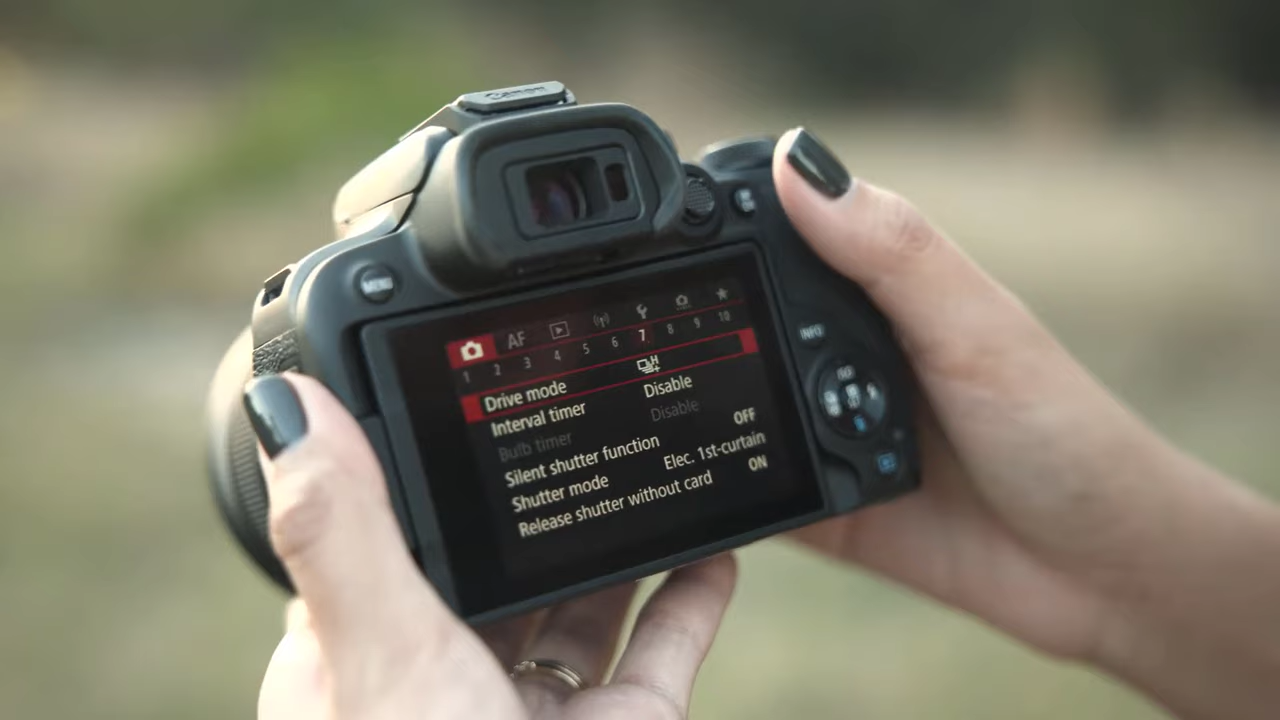 Canon
MENU
AF
1 2 3 4 5 6 7 8 9 10
Drive mode H+
Interval timer Disable
Bulb timer Disable
Silent shutter function OFF
Shutter mode Elec. 1st-curtain
Release shutter without card ON
INFO
ISO